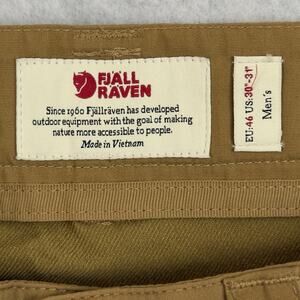 FJÄLL
RÄVEN
Since 1960 Fjällräven has developed
outdoor equipment with the goal of making
nature more accessible to people.
Made in Vietnam
EU:46 US:30"-31"
Men's